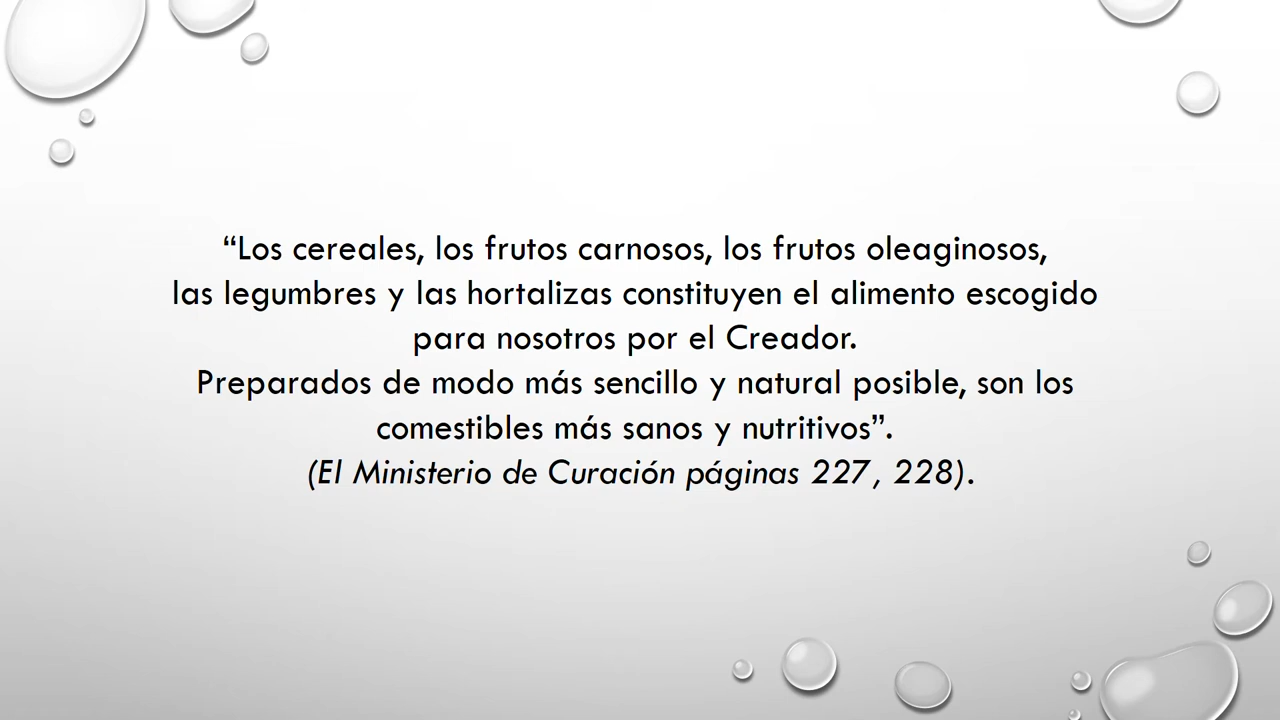 “Los cereales, los frutos carnosos, los frutos oleaginosos,
las legumbres y las hortalizas constituyen el alimento escogido
para nosotros por el Creador.
Preparados de modo más sencillo y natural posible, son los
comestibles más sanos y nutritivos”.
(El Ministerio de Curación páginas 227, 228).